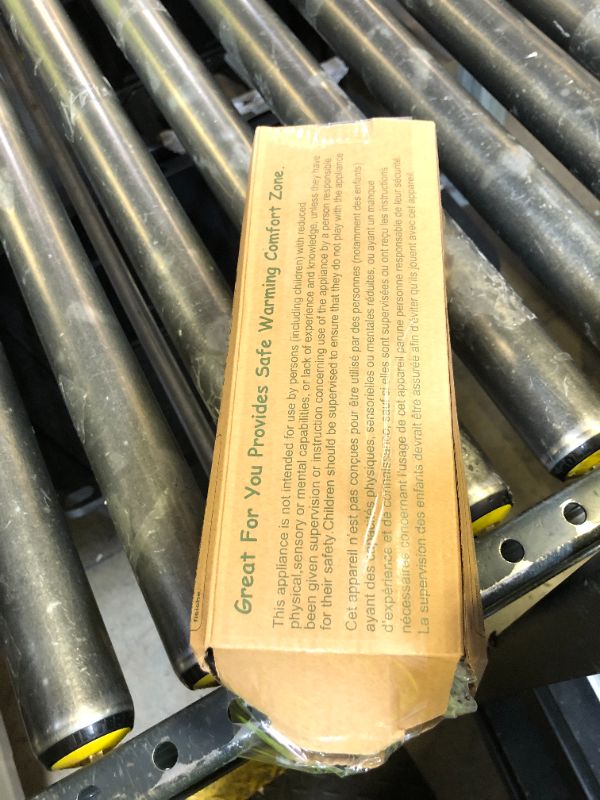 Great For You Provides Safe Warming Comfort Zone.
This appliance is not intended for use by persons (including children) with reduced
physical,sensory or mental capabilities, or lack of experience and knowledge, unless they have
been given supervision or instruction concerning use of the appliance by a person responsible
for their safety.Children should be supervised to ensure that they do not play with the appliance
Cet appareil n'est pas conçues pour être utilisé par des personnes (notamment des enfants)
ayant des capacités physiques, sensorielles ou mentales réduites, ou ayant un manque
d'expérience et de connaissance, sauf si elles sont supervisées ou ont reçu les instructions
nécessaires concernant l'usage de cet appareil par une personne responsable de leur sécurité
La supervision des enfants devrait être assurée afin d'éviter qu'ils jouent avec cet appareil